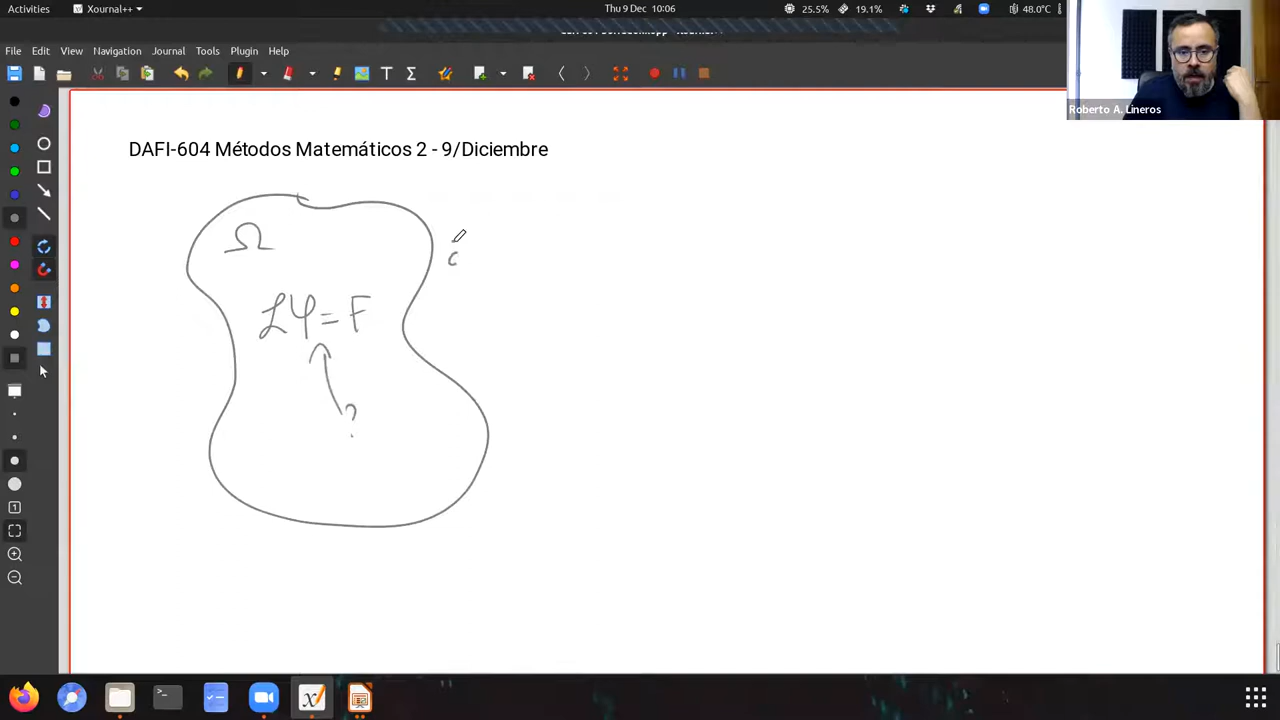 Activities Xournal++ Thu 9 Dec 10:06 25.5% 19.1% 48.0°C
File Edit View Navigation Journal Tools Plugin Help
Roberto A. Lineros
DAFI-604 Métodos Matemáticos 2 - 9/Diciembre
Ω
c
ℒψ = F
?